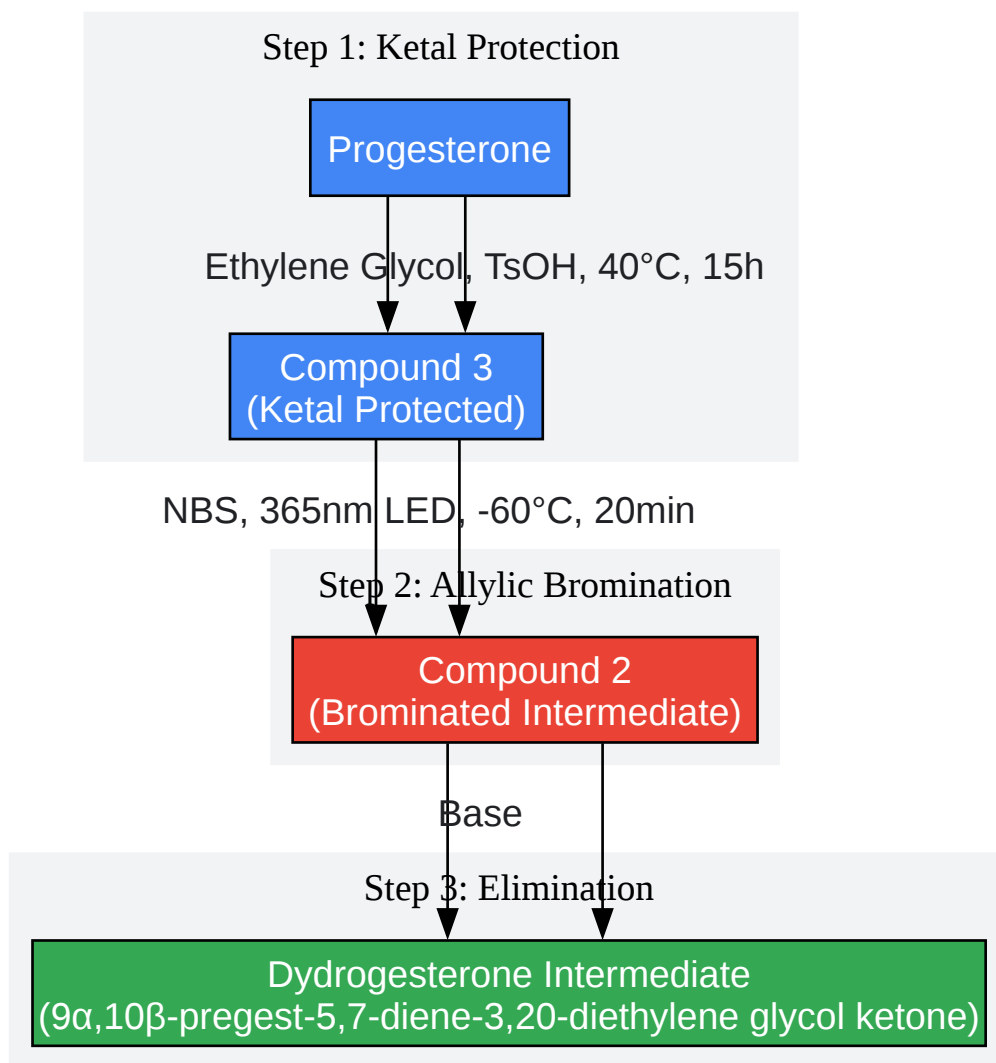 Step 1: Ketal Protection
Progesterone
Ethylene Glycol, TsOH, 40°C, 15h
Compound 3
(Ketal Protected)
NBS, 365nm LED, -60°C, 20min
Step 2: Allylic Bromination
Compound 2
(Brominated Intermediate)
Base
Step 3: Elimination
Dydrogesterone Intermediate
(9α,10β-pregest-5,7-diene-3,20-diethylene glycol ketone)